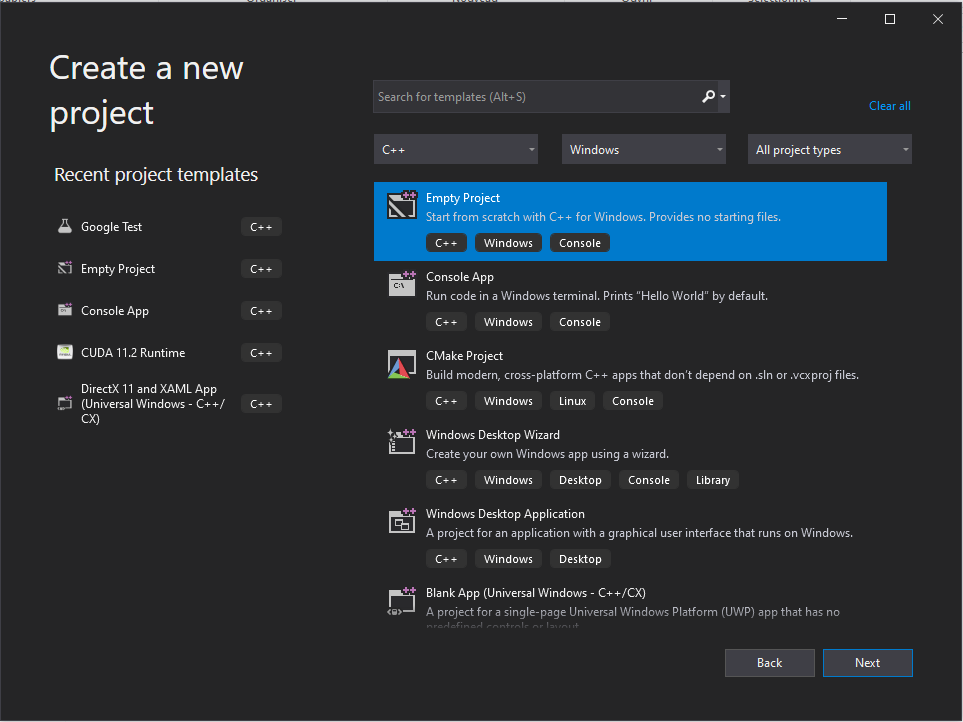 Create a new
project
Search for templates (Alt+S)
Clear all
C++
Windows
All project types
Recent project templates
Google Test
C++
Empty Project
C++
Console App
C++
CUDA 11.2 Runtime
C++
DirectX 11 and XAML App
(Universal Windows - C++/
CX)
C++
Empty Project
Start from scratch with C++ for Windows. Provides no starting files.
C++ Windows Console
Console App
Run code in a Windows terminal. Prints "Hello World" by default.
C++ Windows Console
CMake Project
Build modern, cross-platform C++ apps that don't depend on .sln or .vcxproj files.
C++ Windows Linux Console
Windows Desktop Wizard
Create your own Windows app using a wizard.
C++ Windows Desktop Console Library
Windows Desktop Application
A project for an application with a graphical user interface that runs on Windows.
C++ Windows Desktop
Blank App (Universal Windows - C++/CX)
A project for a single-page Universal Windows Platform (UWP) app that has no
predefined controls or layout.
Back
Next